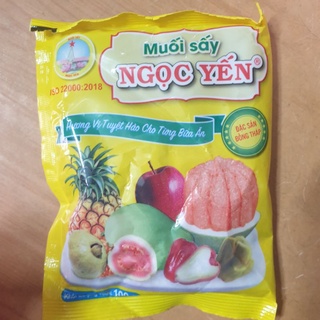 Muối sấy
NGỌC YẾN®
ISO 22000:2018
Hương Vị Tuyệt Hảo Cho Từng Bữa Ăn
ĐẶC SẢN
ĐỒNG THÁP